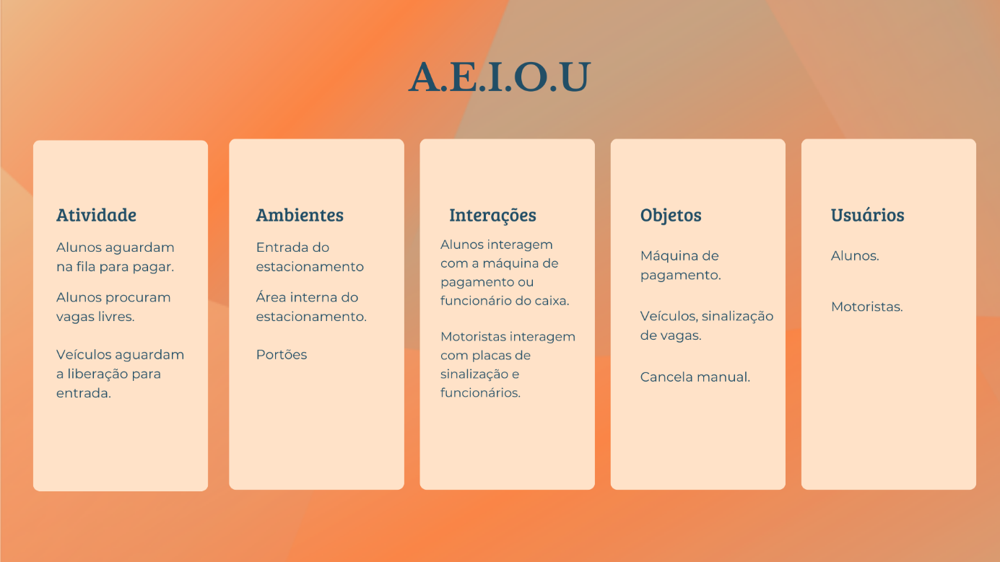 A.E.I.O.U
Atividade
Alunos aguardam
na fila para pagar.
Alunos procuram
vagas livres.
Veículos aguardam
a liberação para
entrada.
Ambientes
Entrada do
estacionamento
Área interna do
estacionamento.
Portões
Interações
Alunos interagem
com a máquina de
pagamento ou
funcionário do caixa.
Motoristas interagem
com placas de
sinalização e
funcionários.
Objetos
Máquina de
pagamento.
Veículos, sinalização
de vagas.
Cancela manual.
Usuários
Alunos.
Motoristas.